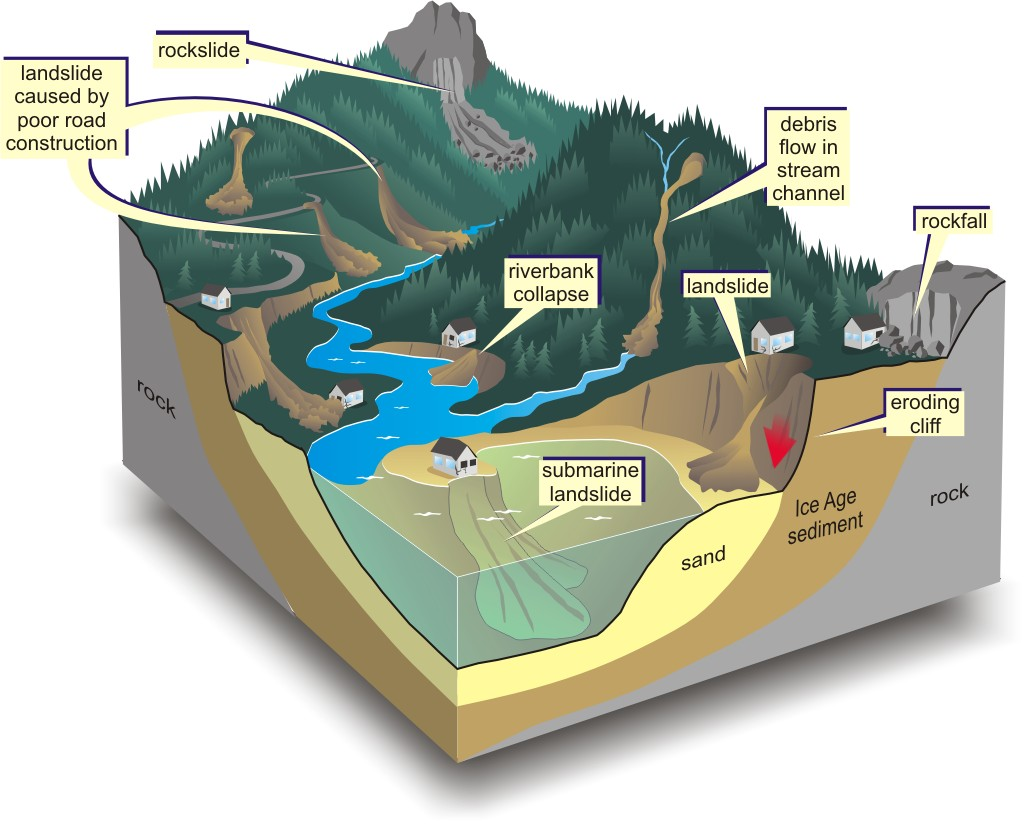 rockslide
landslide
caused by
poor road
construction
debris
flow in
stream
channel
rockfall
riverbank
collapse
landslide
rock
eroding
cliff
submarine
landslide
Ice Age
sediment
rock
sand